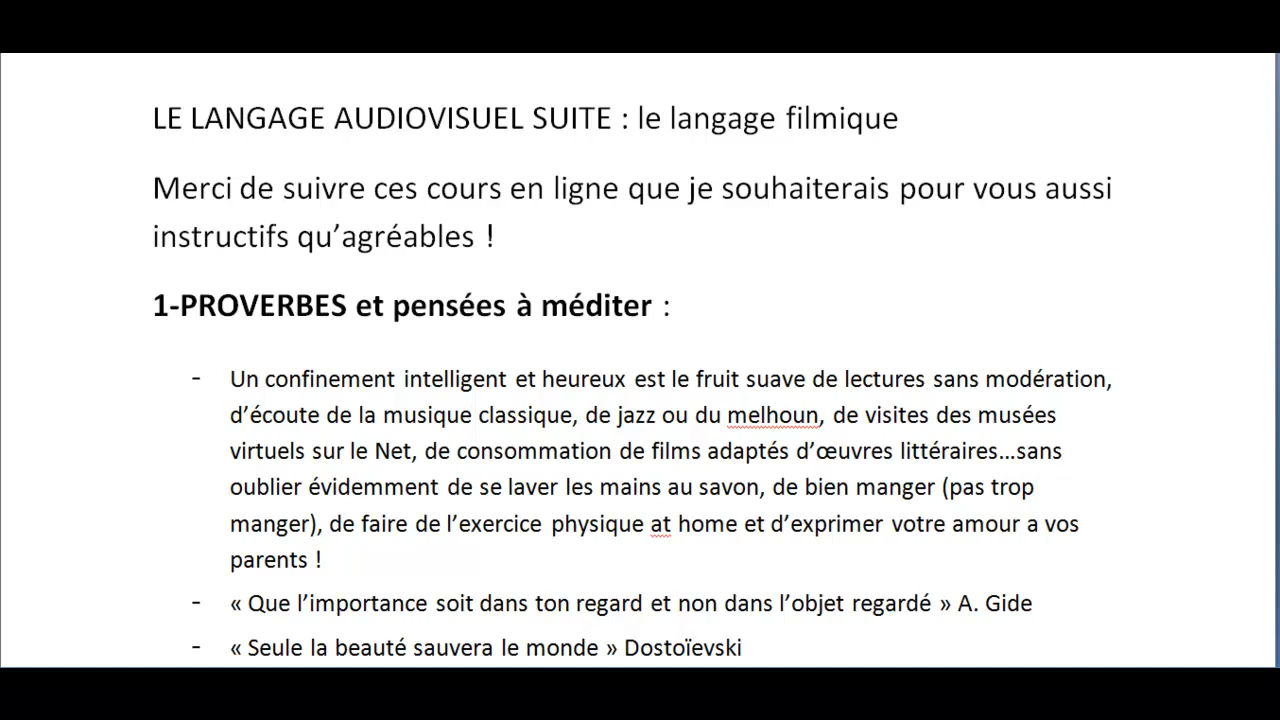 LE LANGAGE AUDIOVISUEL SUITE : le langage filmique
Merci de suivre ces cours en ligne que je souhaiterais pour vous aussi
instructifs qu’agréables !
1-PROVERBES et pensées à méditer :
- Un confinement intelligent et heureux est le fruit suave de lectures sans modération,
d’écoute de la musique classique, de jazz ou du melhoun, de visites des musées
virtuels sur le Net, de consommation de films adaptés d’œuvres littéraires…sans
oublier évidemment de se laver les mains au savon, de bien manger (pas trop
manger), de faire de l’exercice physique at home et d’exprimer votre amour a vos
parents !
- « Que l’importance soit dans ton regard et non dans l’objet regardé » A. Gide
- « Seule la beauté sauvera le monde » Dostoïevski